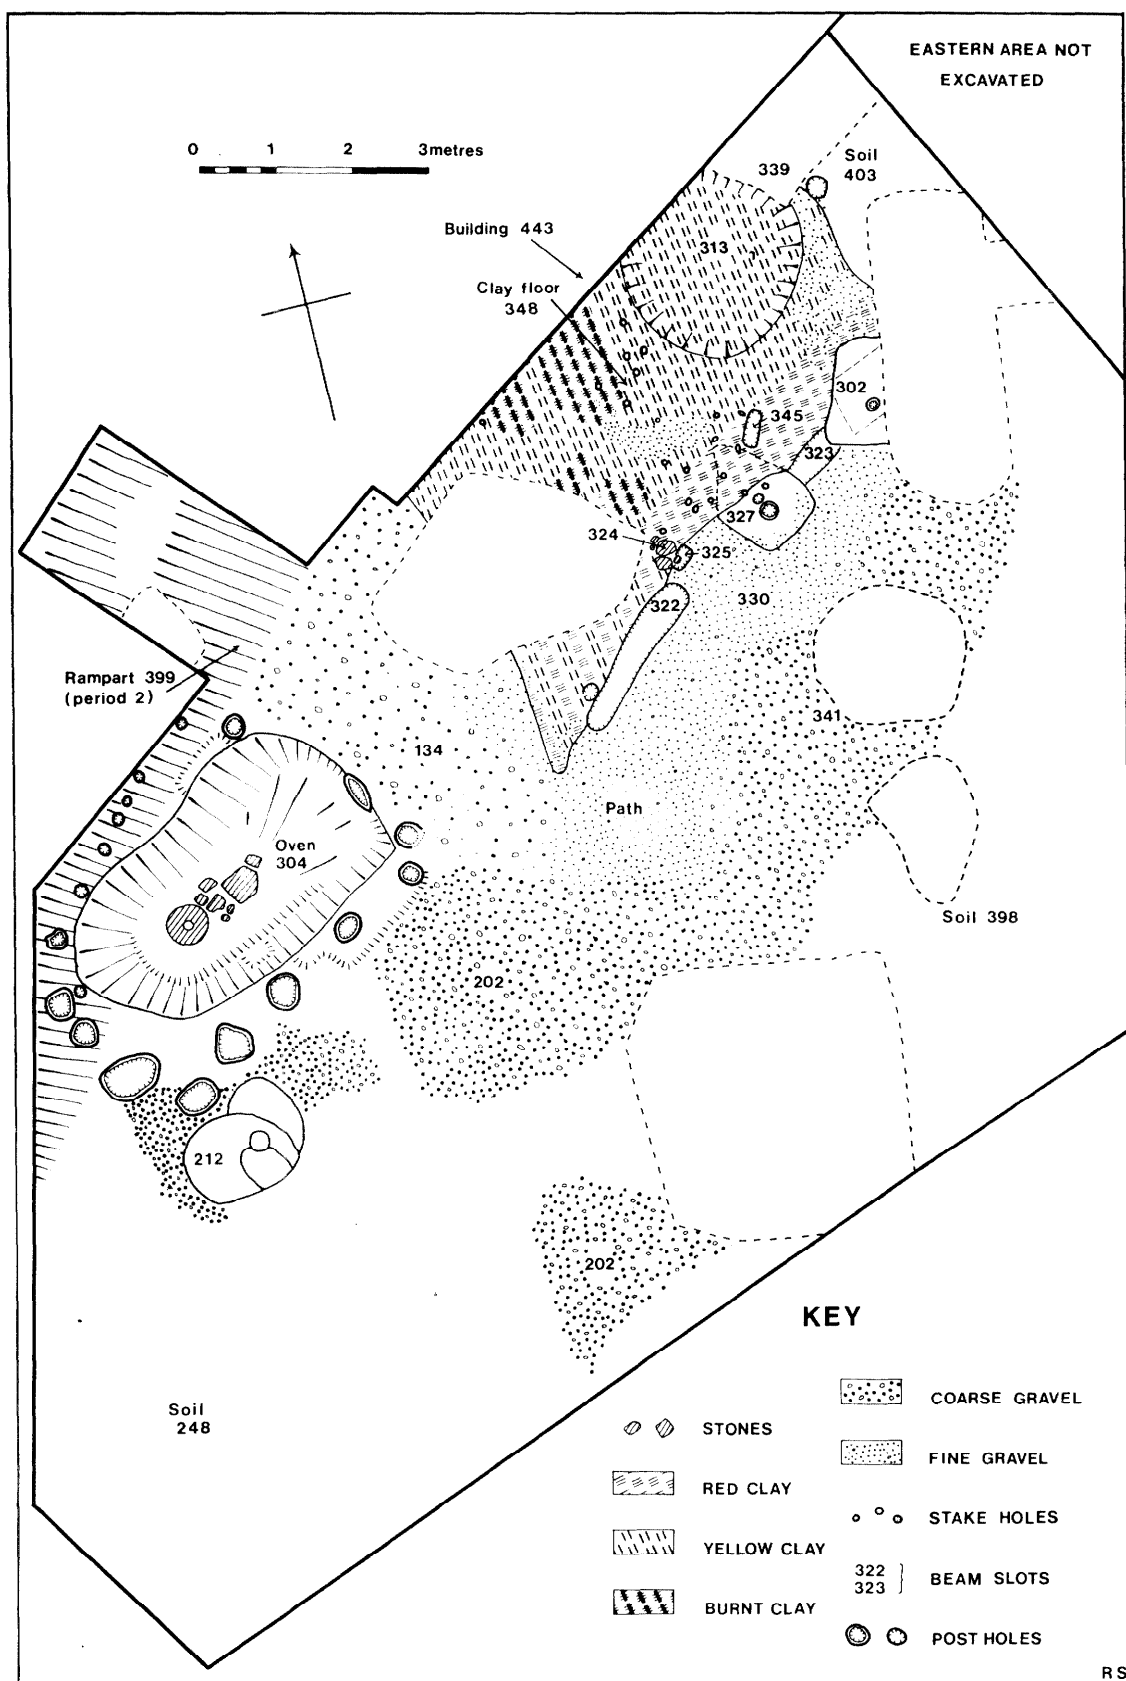 EASTERN AREA NOT
EXCAVATED
0 1 2 3metres
339
Soil
403
Building 443
313
Clay floor
348
302
345
323
327
324
325
322
330
Rampart 399
(period 2)
341
134
Path
Oven
304
Soil 398
202
212
202
KEY
Soil
248
STONES
RED CLAY
YELLOW CLAY
BURNT CLAY
COARSE GRAVEL
FINE GRAVEL
STAKE HOLES
322
323
BEAM SLOTS
POST HOLES
RS